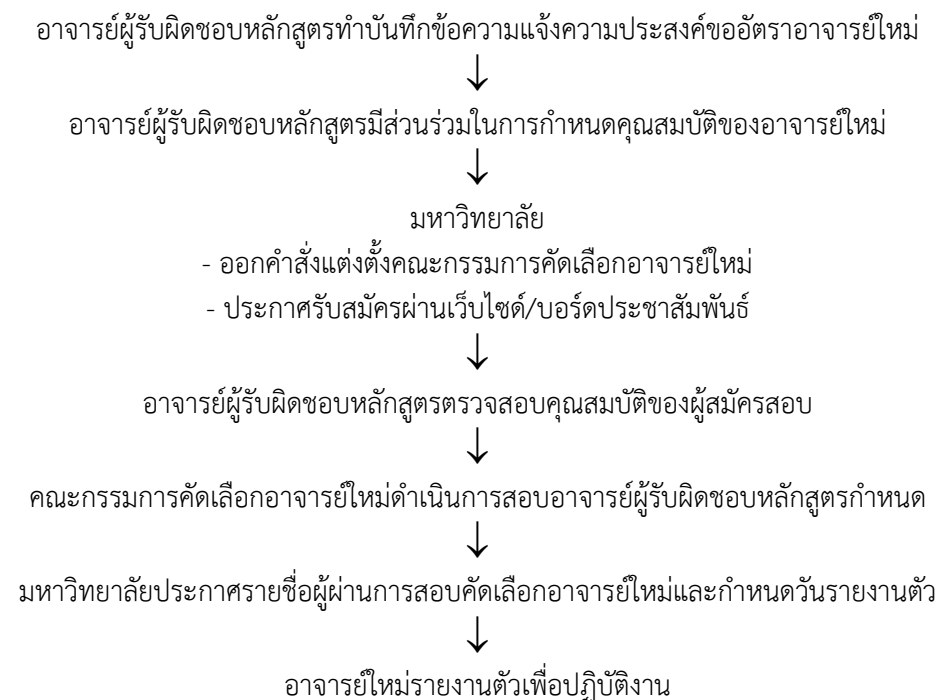 อาจารย์ผู้รับผิดชอบหลักสูตรทำบันทึกข้อความแจ้งความประสงค์ขออัตราอาจารย์ใหม่
↓
อาจารย์ผู้รับผิดชอบหลักสูตรมีส่วนร่วมในการกำหนดคุณสมบัติของอาจารย์ใหม่
↓
มหาวิทยาลัย
- ออกคำสั่งแต่งตั้งคณะกรรมการคัดเลือกอาจารย์ใหม่
- ประกาศรับสมัครผ่านเว็บไซด์/บอร์ดประชาสัมพันธ์
↓
อาจารย์ผู้รับผิดชอบหลักสูตรตรวจสอบคุณสมบัติของผู้สมัครสอบ
↓
คณะกรรมการคัดเลือกอาจารย์ใหม่ดำเนินการสอบอาจารย์ผู้รับผิดชอบหลักสูตรกำหนด
↓
มหาวิทยาลัยประกาศรายชื่อผู้ผ่านการสอบคัดเลือกอาจารย์ใหม่และกำหนดวันรายงานตัว
↓
อาจารย์ใหม่รายงานตัวเพื่อปฏิบัติงาน